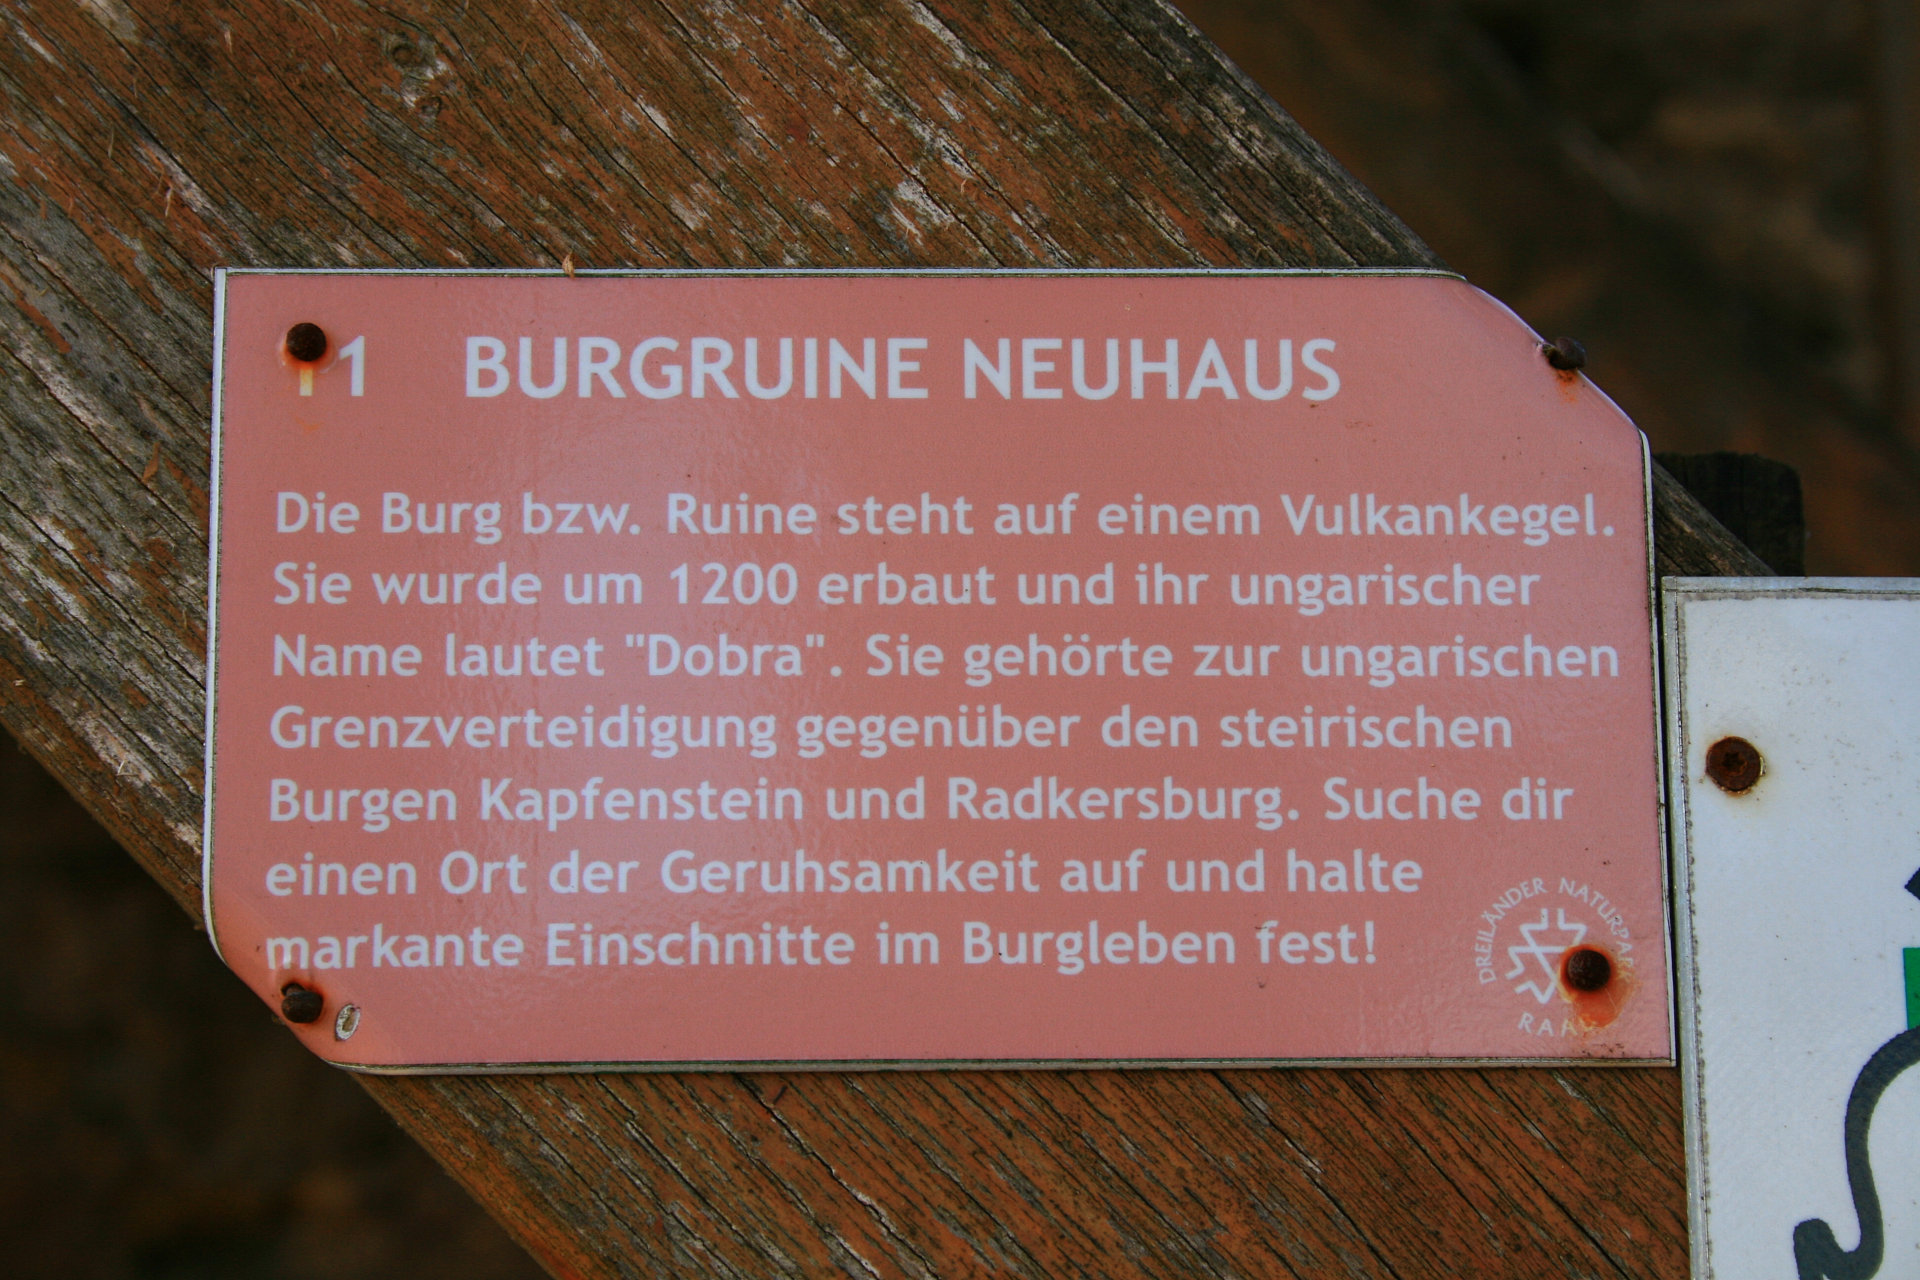 11 BURGRUINE NEUHAUS
Die Burg bzw. Ruine steht auf einem Vulkankegel.
Sie wurde um 1200 erbaut und ihr ungarischer
Name lautet "Dobra". Sie gehörte zur ungarischen
Grenzverteidigung gegenüber den steirischen
Burgen Kapfenstein und Radkersburg. Suche dir
einen Ort der Geruhsamkeit auf und halte
markante Einschnitte im Burgleben fest!
DREILÄNDER NATURPARK
RAAB